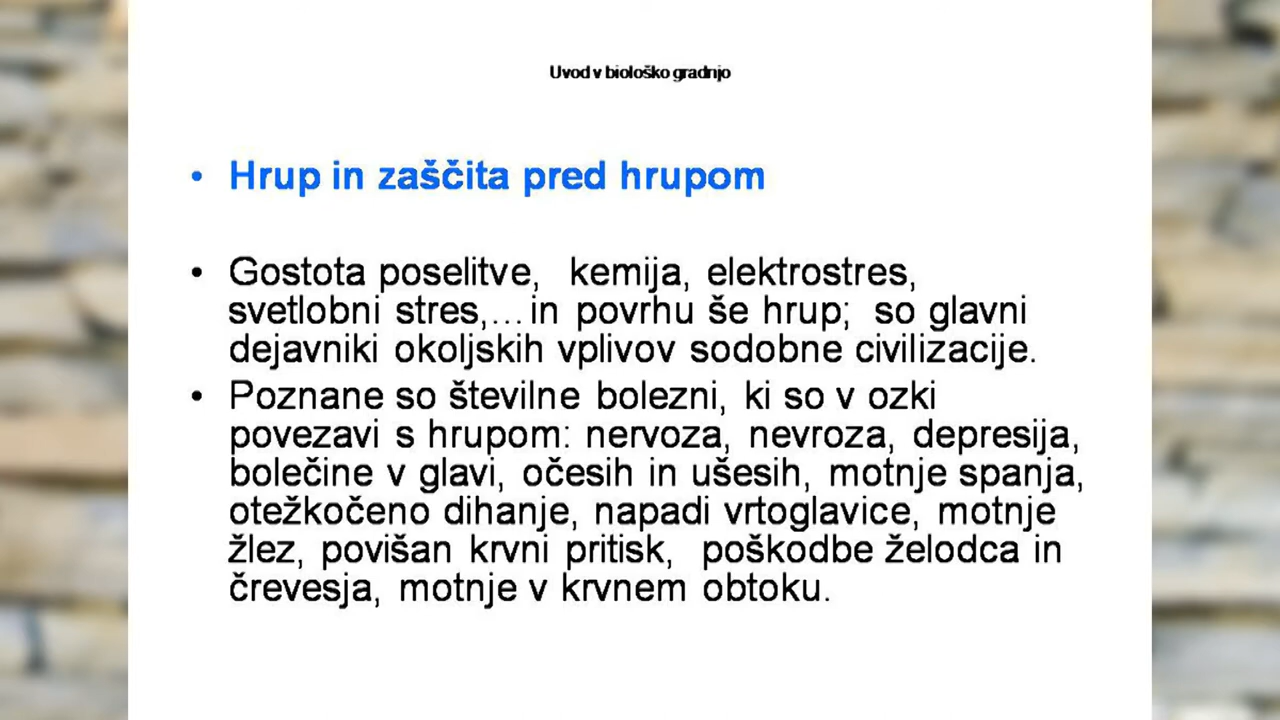 Uvod v biološko gradnjo
• Hrup in zaščita pred hrupom
• Gostota poselitve, kemija, elektrostres,
svetlobni stres,...in povrhu še hrup; so glavni
dejavniki okoljskih vplivov sodobne civilizacije.
• Poznane so številne bolezni, ki so v ozki
povezavi s hrupom: nervoza, nevroza, depresija,
bolečine v glavi, očesih in ušesih, motnje spanja,
otežkočeno dihanje, napadi vrtoglavice, motnje
žlez, povišan krvni pritisk, poškodbe želodca in
črevesja, motnje v krvnem obtoku.